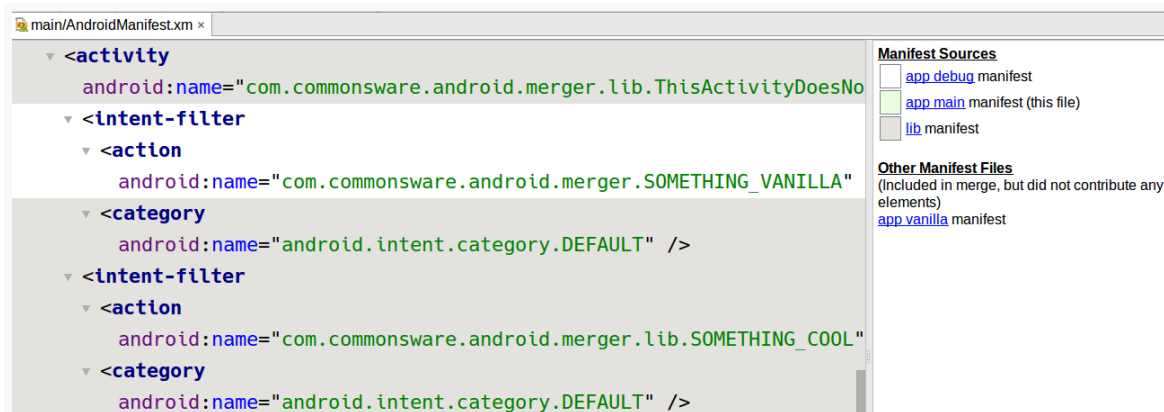 main/AndroidManifest.xm ×
<activity
android:name="com.commonsware.android.merger.lib.ThisActivityDoesNo
<intent-filter
<action
android:name="com.commonsware.android.merger.SOMETHING_VANILLA"
<category
android:name="android.intent.category.DEFAULT" />
<intent-filter
<action
android:name="com.commonsware.android.merger.lib.SOMETHING_COOL"
<category
android:name="android.intent.category.DEFAULT" />
Manifest Sources
app debug manifest
app main manifest (this file)
lib manifest
Other Manifest Files
(Included in merge, but did not contribute any
elements)
app vanilla manifest